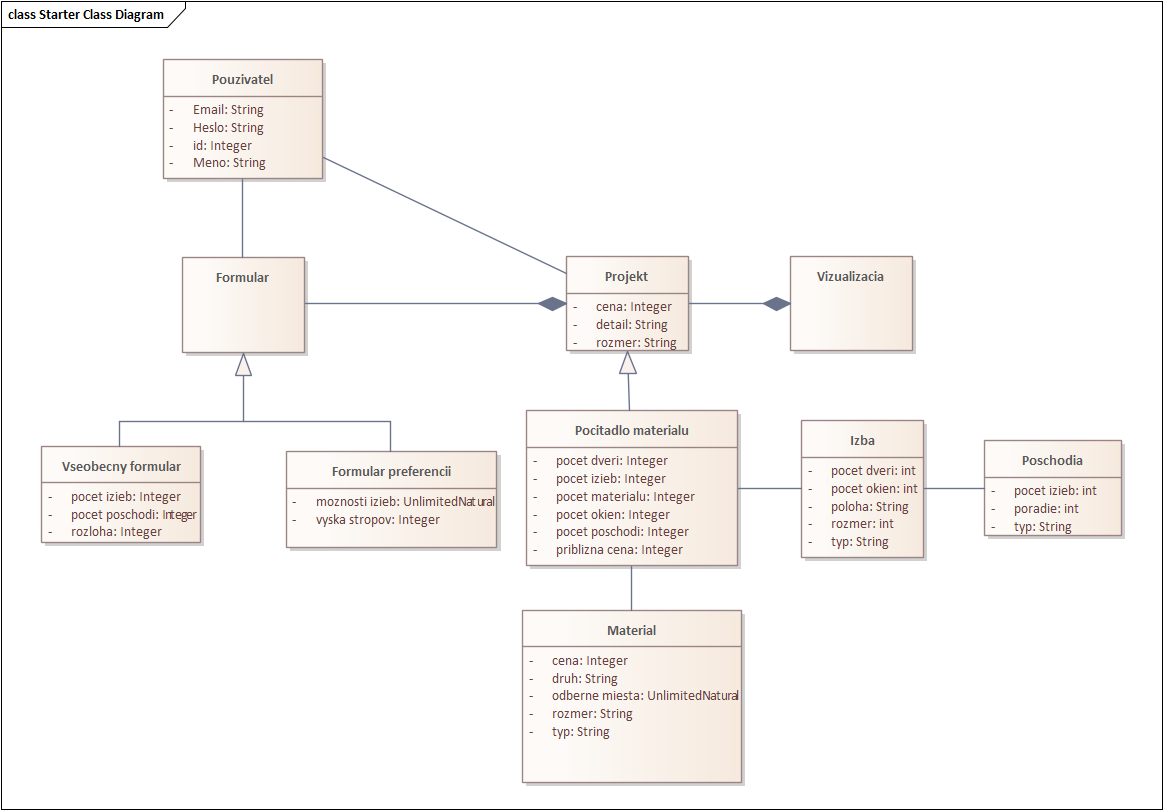 class Starter Class Diagram
Pouzivatel
- Email: String
- Heslo: String
- id: Integer
- Meno: String
Formular
Projekt
- cena: Integer
- detail: String
- rozmer: String
Vizualizacia
Vseobecny formular
- pocet izieb: Integer
- pocet poschodi: Integer
- rozloha: Integer
Formular preferencii
- moznosti izieb: UnlimitedNatural
- vyska stropov: Integer
Pocitadlo materialu
- pocet dveri: Integer
- pocet izieb: Integer
- pocet materialu: Integer
- pocet okien: Integer
- pocet poschodi: Integer
- priblizna cena: Integer
Izba
- pocet dveri: int
- pocet okien: int
- poloha: String
- rozmer: int
- typ: String
Poschodia
- pocet izieb: int
- poradie: int
- typ: String
Material
- cena: Integer
- druh: String
- odberne miesta: UnlimitedNatural
- rozmer: String
- typ: String